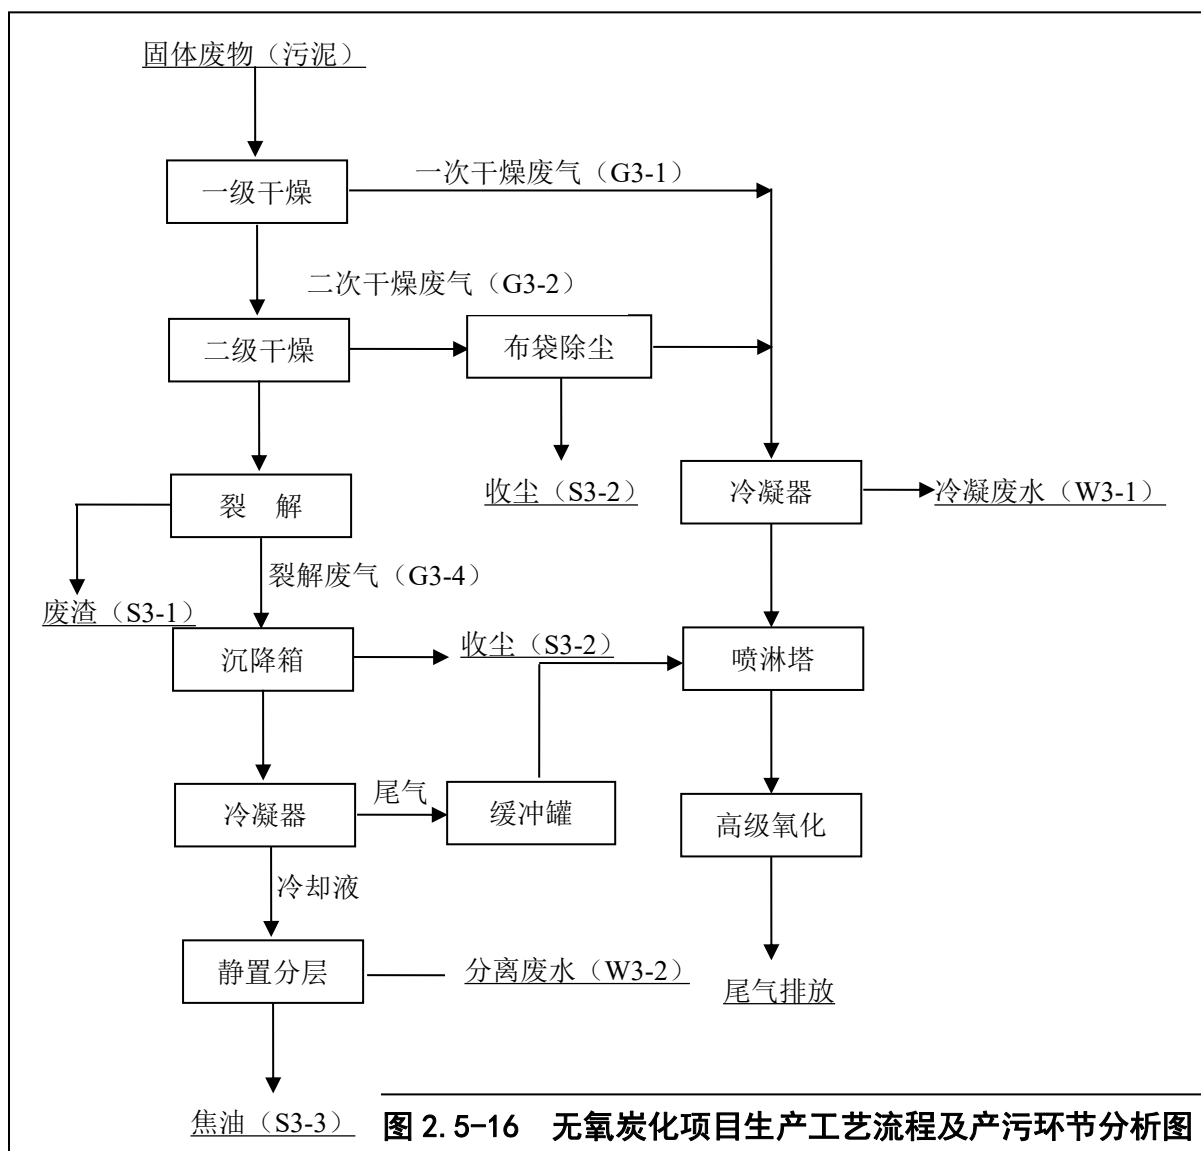 固体废物（污泥）
一级干燥
一次干燥废气（G3-1）
二次干燥废气（G3-2）
二级干燥
布袋除尘
裂　解
收尘（S3-2）
冷凝器
冷凝废水（W3-1）
裂解废气（G3-4）
废渣（S3-1）
沉降箱
收尘（S3-2）
喷淋塔
尾气
冷凝器
缓冲罐
高级氧化
冷却液
静置分层
分离废水（W3-2）
尾气排放
焦油（S3-3）
图 2.5-16　无氧炭化项目生产工艺流程及产污环节分析图